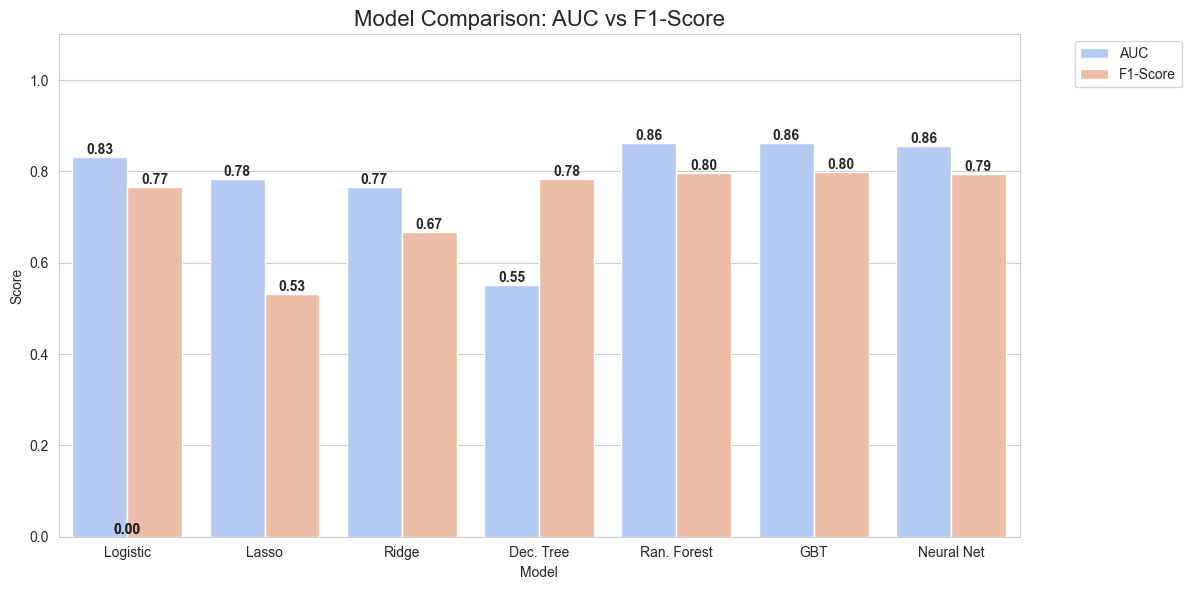 Model Comparison: AUC vs F1-Score
AUC
F1-Score
Score
1.0
0.8
0.6
0.4
0.2
0.0
0.83
0.77
0.78
0.53
0.77
0.67
0.55
0.78
0.86
0.80
0.86
0.80
0.86
0.79
0.00
Logistic
Lasso
Ridge
Dec. Tree
Ran. Forest
GBT
Neural Net
Model